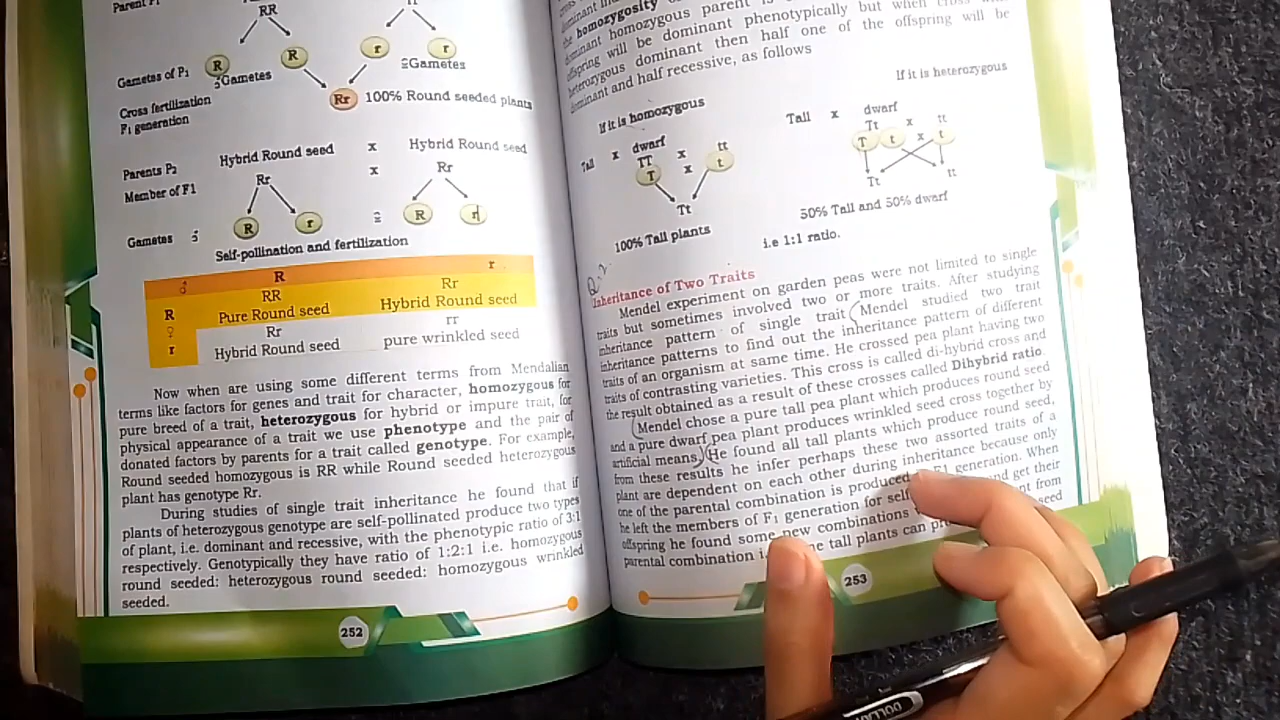 Parent P₁
RR
Gametes of P₁ R R r r
♂Gametes ♀Gametes
Cross fertilization
F₁ generation
Rr 100% Round seeded plants
Parents P₂ Hybrid Round seed x Hybrid Round seed
Member of F1 Rr x Rr
Gametes R r R r
Self-pollination and fertilization
♂ R r
R RR Rr
Pure Round seed Hybrid Round seed
♀
r Rr rr
Hybrid Round seed pure wrinkled seed
Now when are using some different terms from Mendalian
terms like factors for genes and trait for character, homozygous for
pure breed of a trait, heterozygous for hybrid or impure trait, for
physical appearance of a trait we use phenotype and the pair of
donated factors by parents for a trait called genotype. For example,
Round seeded homozygous is RR while Round seeded heterozygous
plant has genotype Rr.
During studies of single trait inheritance he found that if
plants of heterozygous genotype are self-pollinated produce two types
of plant, i.e. dominant and recessive, with the phenotypic ratio of 3:1
respectively. Genotypically they have ratio of 1:2:1 i.e. homozygous
round seeded: heterozygous round seeded: homozygous wrinkled
seeded.
252
homozygosity
dominant homozygous parent is
offspring will be dominant phenotypically but when cross
heterozygous dominant then half one of the offspring will be
dominant and half recessive, as follows
If it is homozygous
Tall x dwarf
TT x tt
T x t
Tt
100% Tall plants
If it is heterozygous
Tall x dwarf
Tt x tt
T t x t
Tt tt
50% Tall and 50% dwarf
i.e 1:1 ratio.
Q.2
Inheritance of Two Traits
Mendel experiment on garden peas were not limited to single
traits but sometimes involved two or more traits. After studying
inheritance pattern of single trait (Mendel studied two trait
inheritance patterns to find out the inheritance pattern of different
traits of an organism at same time. He crossed pea plant having two
traits of contrasting varieties. This cross is called di-hybrid cross and
the result obtained as a result of these crosses called Dihybrid ratio.
(Mendel chose a pure tall pea plant which produces round seed
and a pure dwarf pea plant produces wrinkled seed cross together by
artificial means.) (He found all tall plants which produce round seed,
from these results he infer perhaps these two assorted traits of a
plant are dependent on each other during inheritance because only
one of the parental combination is produced F1 generation. When
he left the members of F₁ generation for self and get their
offspring he found some new combinations from
parental combination tall plants can seed
253
DOLLAR